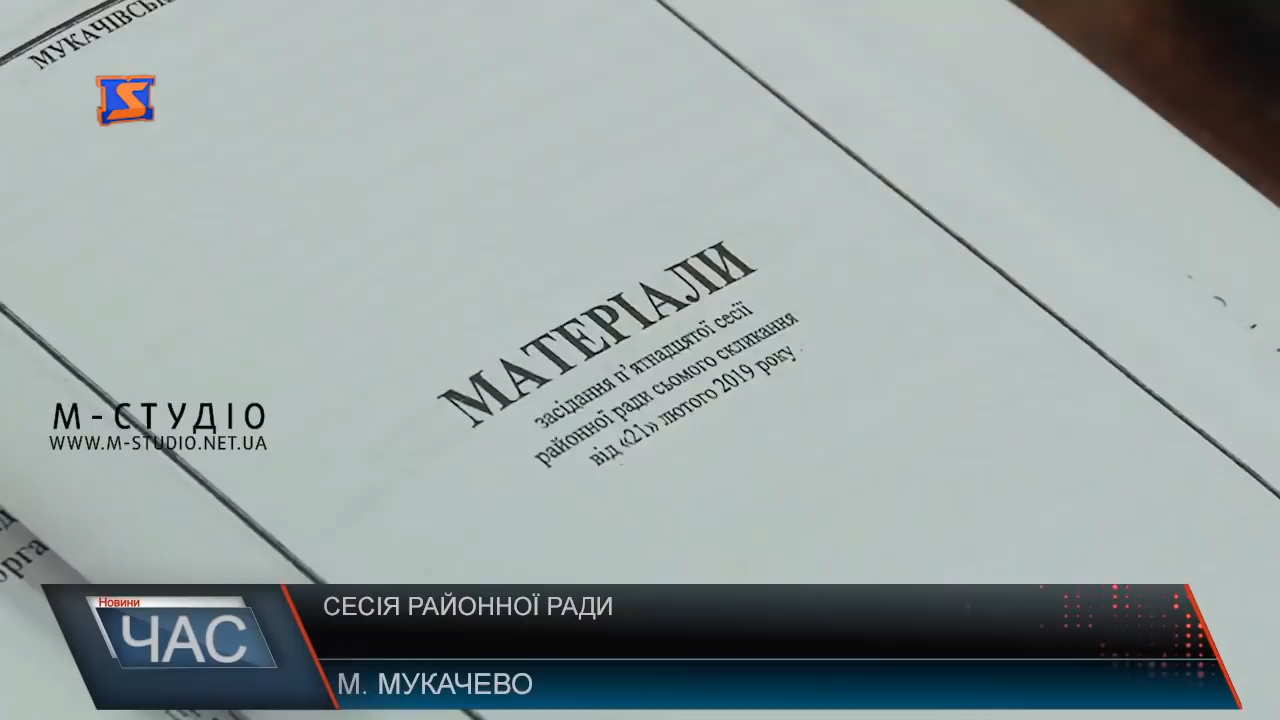 МАТЕРІАЛИ
засідання п’ятнадцятої сесії
районної ради сьомого скликання
від «21» лютого 2019 року
М-СТУДІО
WWW.M-STUDIO.NET.UA
Новини
ЧАС
СЕСІЯ РАЙОННОЇ РАДИ
М. МУКАЧЕВО